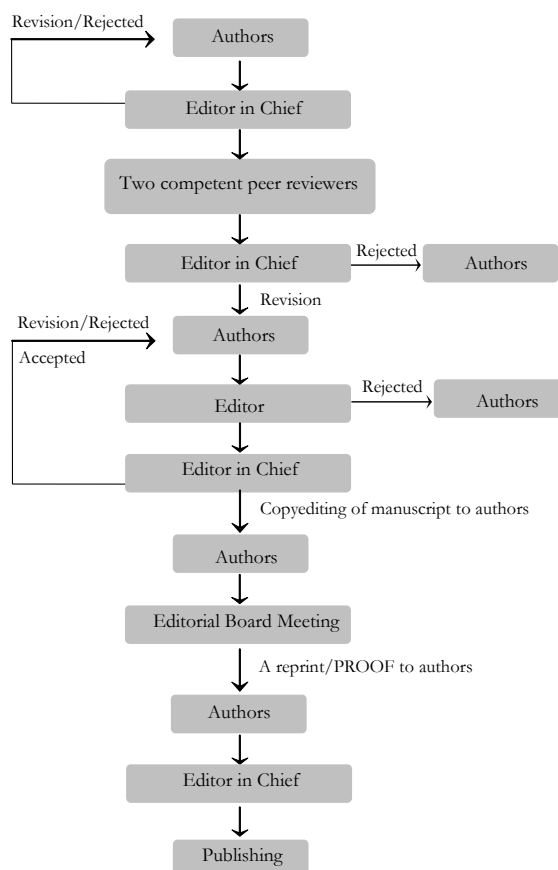 Revision/Rejected
Authors
Editor in Chief
Two competent peer reviewers
Editor in Chief
Rejected
Authors
Revision
Revision/Rejected
Accepted
Authors
Editor
Rejected
Authors
Editor in Chief
Copyediting of manuscript to authors
Authors
Editorial Board Meeting
A reprint/PROOF to authors
Authors
Editor in Chief
Publishing